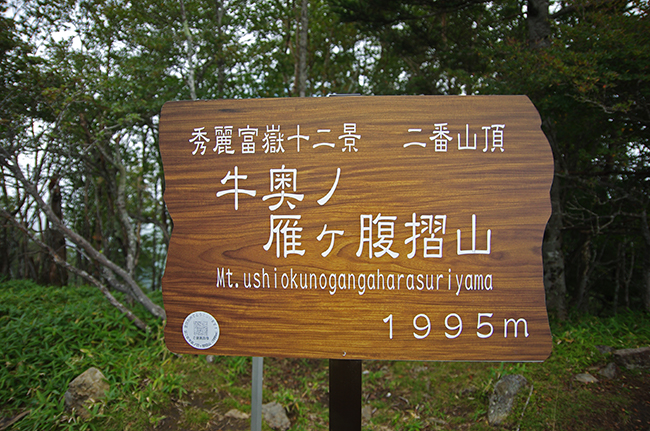 秀麗富嶽十二景　二番山頂
牛奥ノ
雁ヶ腹摺山
Mt.ushiokunogangaharasuriyama
1995m